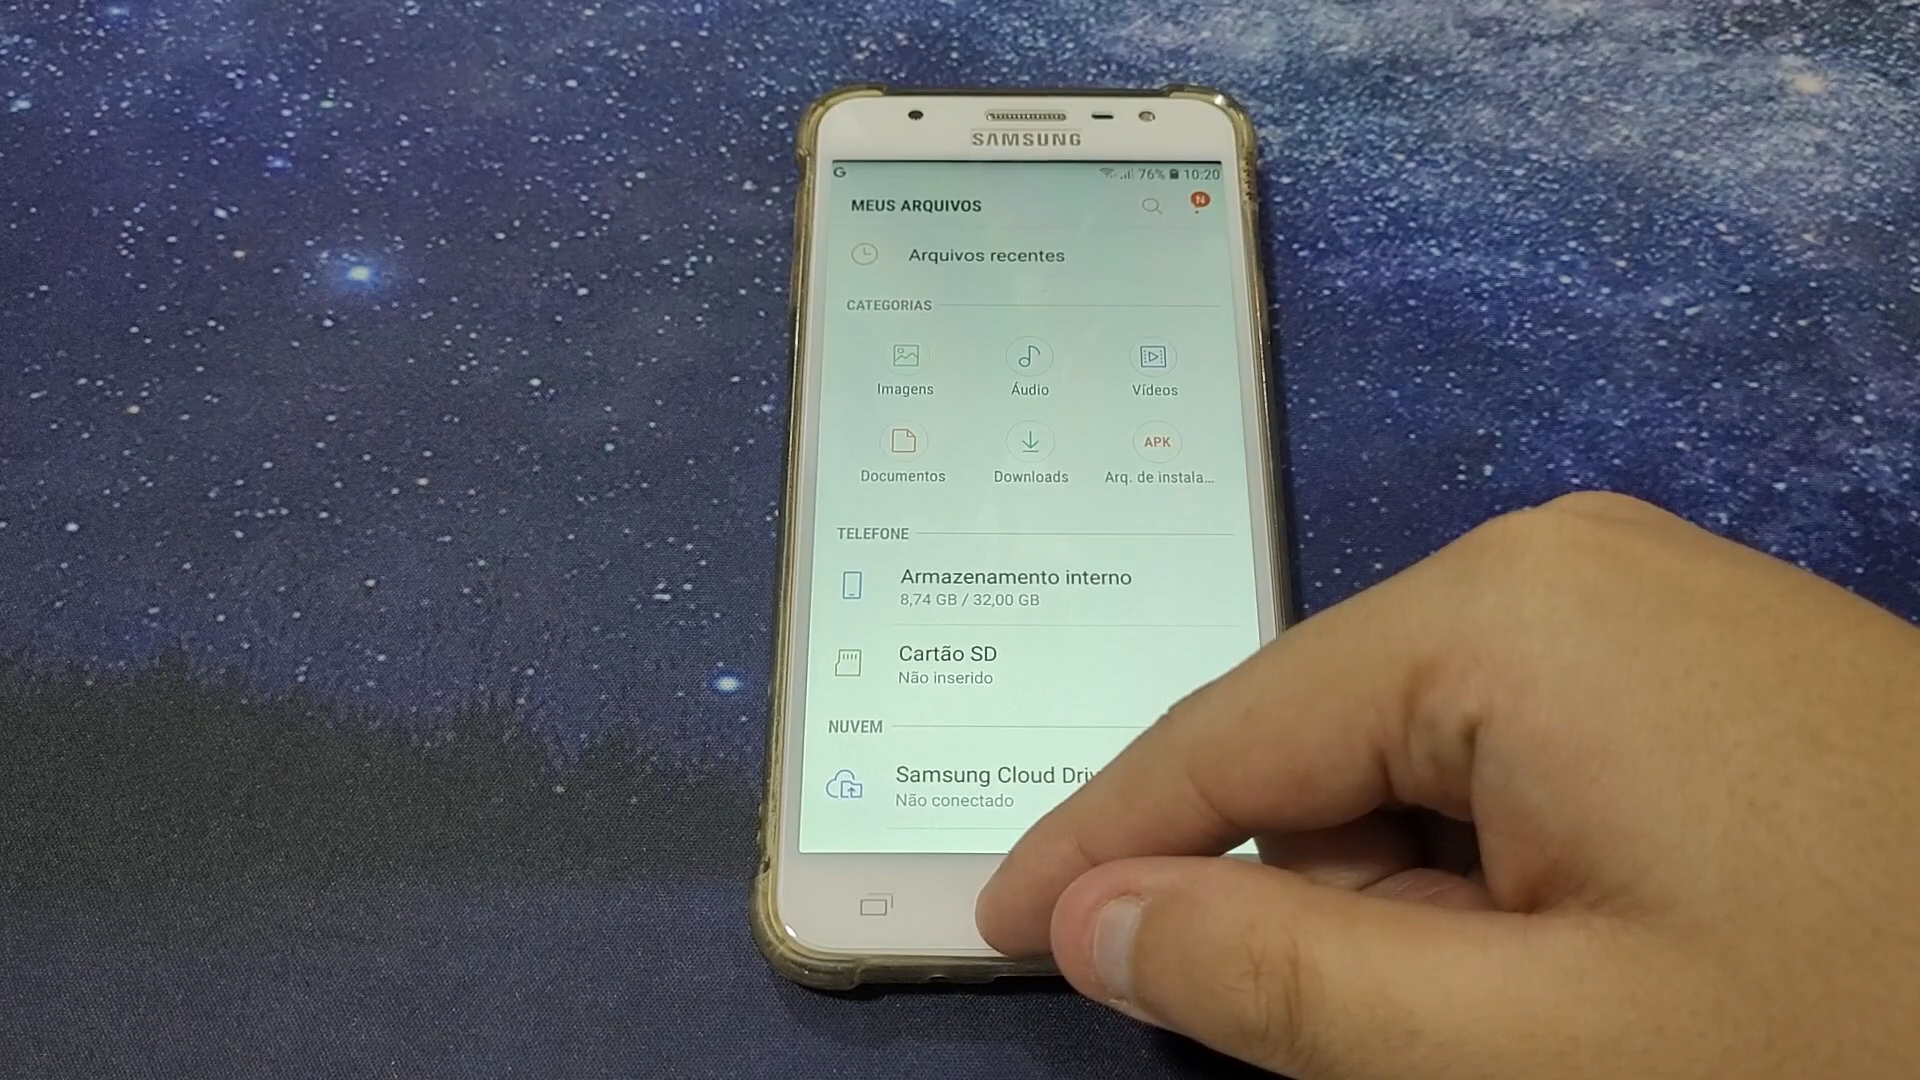 SAMSUNG
G 76% 10:20
MEUS ARQUIVOS N
Arquivos recentes
CATEGORIAS
Imagens Áudio Vídeos
APK
Documentos Downloads Arq. de instala...
TELEFONE
Armazenamento interno
8,74 GB / 32,00 GB
Cartão SD
Não inserido
NUVEM
Samsung Cloud Driv
Não conectado